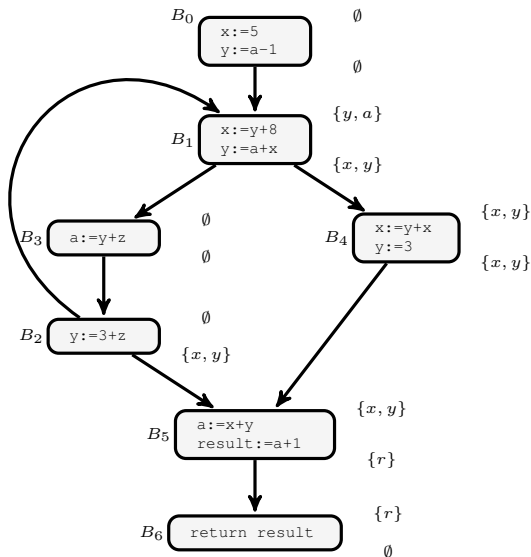 B0
x:=5
y:=a−1
∅
∅
B1
x:=y+8
y:=a+x
{y, a}
{x, y}
B3
a:=y+z
∅
∅
B4
x:=y+x
y:=3
{x, y}
{x, y}
B2
y:=3+z
∅
{x, y}
B5
a:=x+y
result:=a+1
{x, y}
{r}
B6
return result
{r}
∅